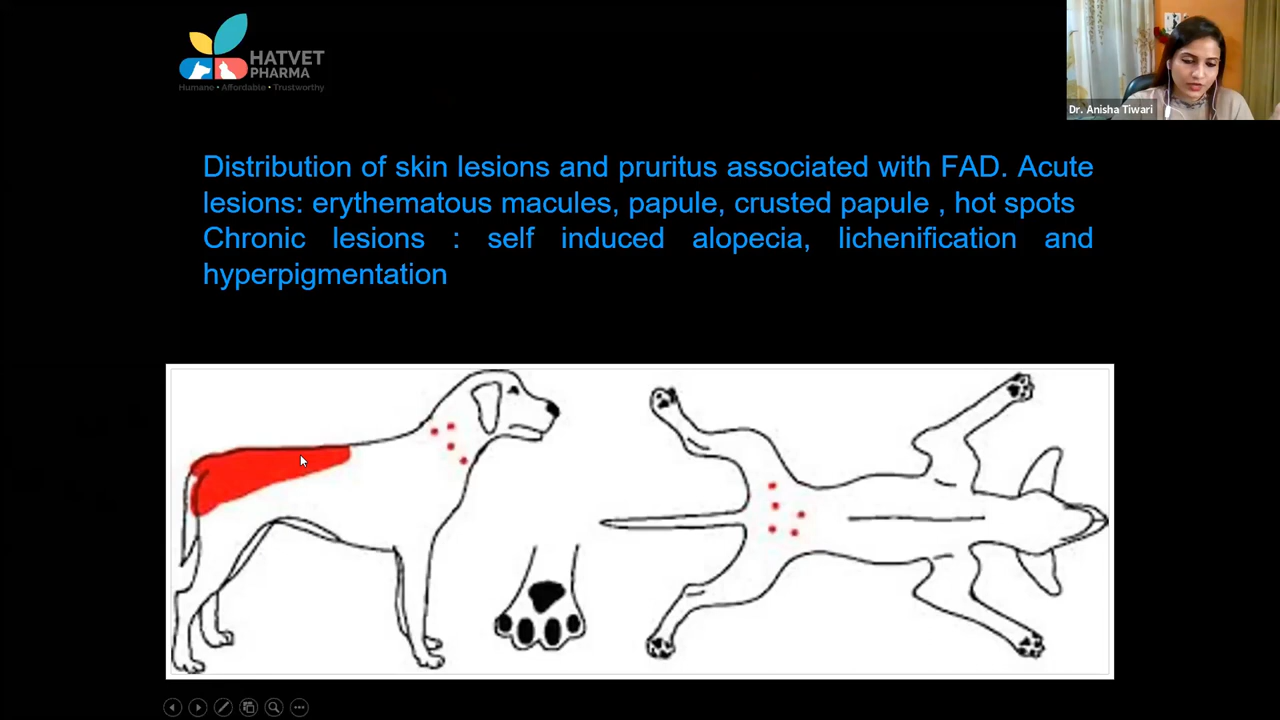 HATVET
PHARMA
Humane • Affordable • Trustworthy
Dr. Anisha Tiwari
Distribution of skin lesions and pruritus associated with FAD. Acute
lesions: erythematous macules, papule, crusted papule , hot spots
Chronic lesions : self induced alopecia, lichenification and
hyperpigmentation